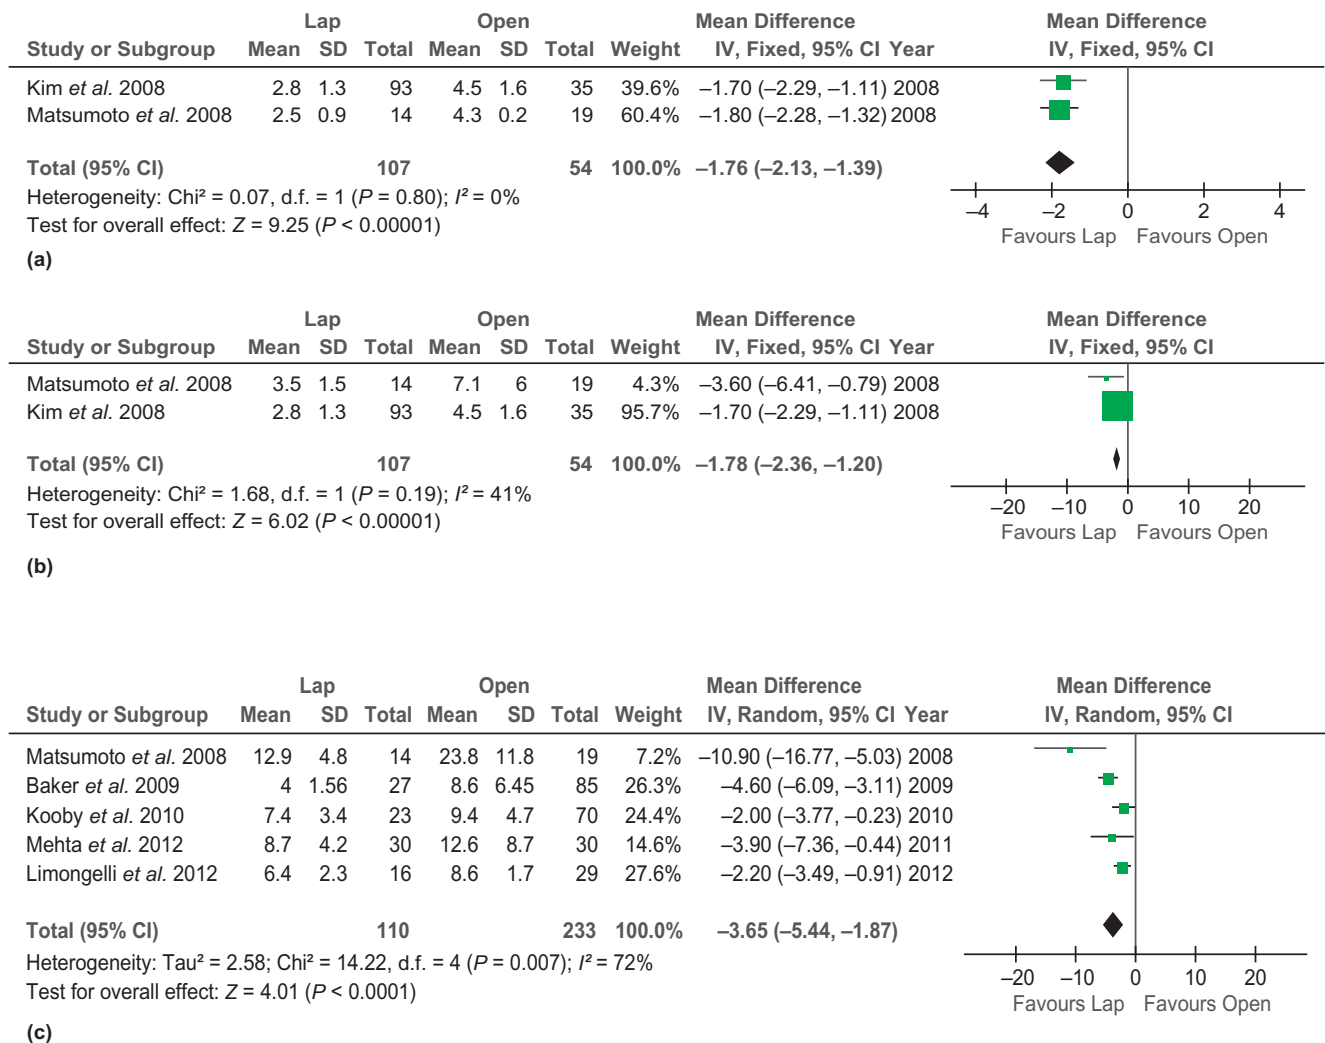 Lap Open Mean Difference Mean Difference
Study or Subgroup Mean SD Total Mean SD Total Weight IV, Fixed, 95% CI Year IV, Fixed, 95% CI
Kim et al. 2008 2.8 1.3 93 4.5 1.6 35 39.6% –1.70 (–2.29, –1.11) 2008
Matsumoto et al. 2008 2.5 0.9 14 4.3 0.2 19 60.4% –1.80 (–2.28, –1.32) 2008
Total (95% CI) 107 54 100.0% –1.76 (–2.13, –1.39)
Heterogeneity: Chi² = 0.07, d.f. = 1 (P = 0.80); I² = 0%
Test for overall effect: Z = 9.25 (P < 0.00001)
–4 –2 0 2 4
Favours Lap Favours Open
(a)
Lap Open Mean Difference Mean Difference
Study or Subgroup Mean SD Total Mean SD Total Weight IV, Fixed, 95% CI Year IV, Fixed, 95% CI
Matsumoto et al. 2008 3.5 1.5 14 7.1 6 19 4.3% –3.60 (–6.41, –0.79) 2008
Kim et al. 2008 2.8 1.3 93 4.5 1.6 35 95.7% –1.70 (–2.29, –1.11) 2008
Total (95% CI) 107 54 100.0% –1.78 (–2.36, –1.20)
Heterogeneity: Chi² = 1.68, d.f. = 1 (P = 0.19); I² = 41%
Test for overall effect: Z = 6.02 (P < 0.00001)
–20 –10 0 10 20
Favours Lap Favours Open
(b)
Lap Open Mean Difference Mean Difference
Study or Subgroup Mean SD Total Mean SD Total Weight IV, Random, 95% CI Year IV, Random, 95% CI
Matsumoto et al. 2008 12.9 4.8 14 23.8 11.8 19 7.2% –10.90 (–16.77, –5.03) 2008
Baker et al. 2009 4 1.56 27 8.6 6.45 85 26.3% –4.60 (–6.09, –3.11) 2009
Kooby et al. 2010 7.4 3.4 23 9.4 4.7 70 24.4% –2.00 (–3.77, –0.23) 2010
Mehta et al. 2012 8.7 4.2 30 12.6 8.7 30 14.6% –3.90 (–7.36, –0.44) 2011
Limongelli et al. 2012 6.4 2.3 16 8.6 1.7 29 27.6% –2.20 (–3.49, –0.91) 2012
Total (95% CI) 110 233 100.0% –3.65 (–5.44, –1.87)
Heterogeneity: Tau² = 2.58; Chi² = 14.22, d.f. = 4 (P = 0.007); I² = 72%
Test for overall effect: Z = 4.01 (P < 0.0001)
–20 –10 0 10 20
Favours Lap Favours Open
(c)